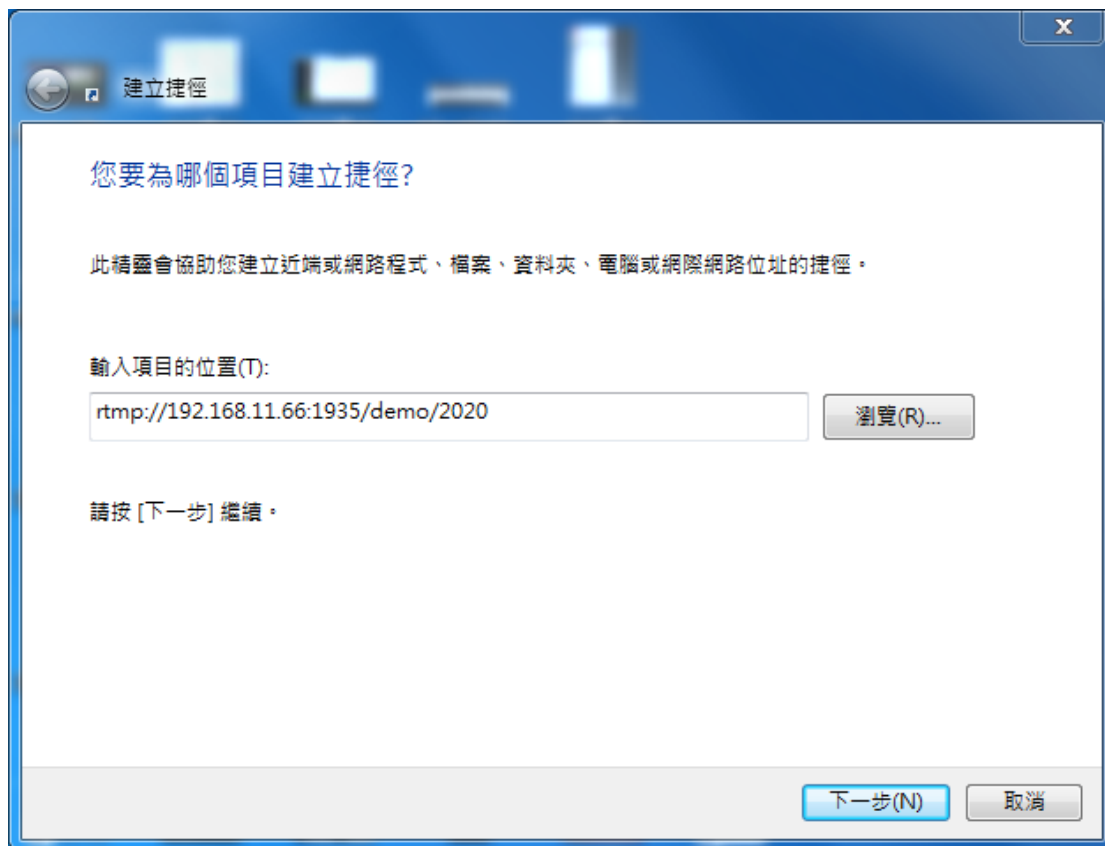 X
建立捷徑
您要為哪個項目建立捷徑?
此精靈會協助您建立近端或網路程式、檔案、資料夾、電腦或網際網路位址的捷徑。
輸入項目的位置(T):
rtmp://192.168.11.66:1935/demo/2020
瀏覽(R)...
請按 [下一步] 繼續。
下一步(N)
取消